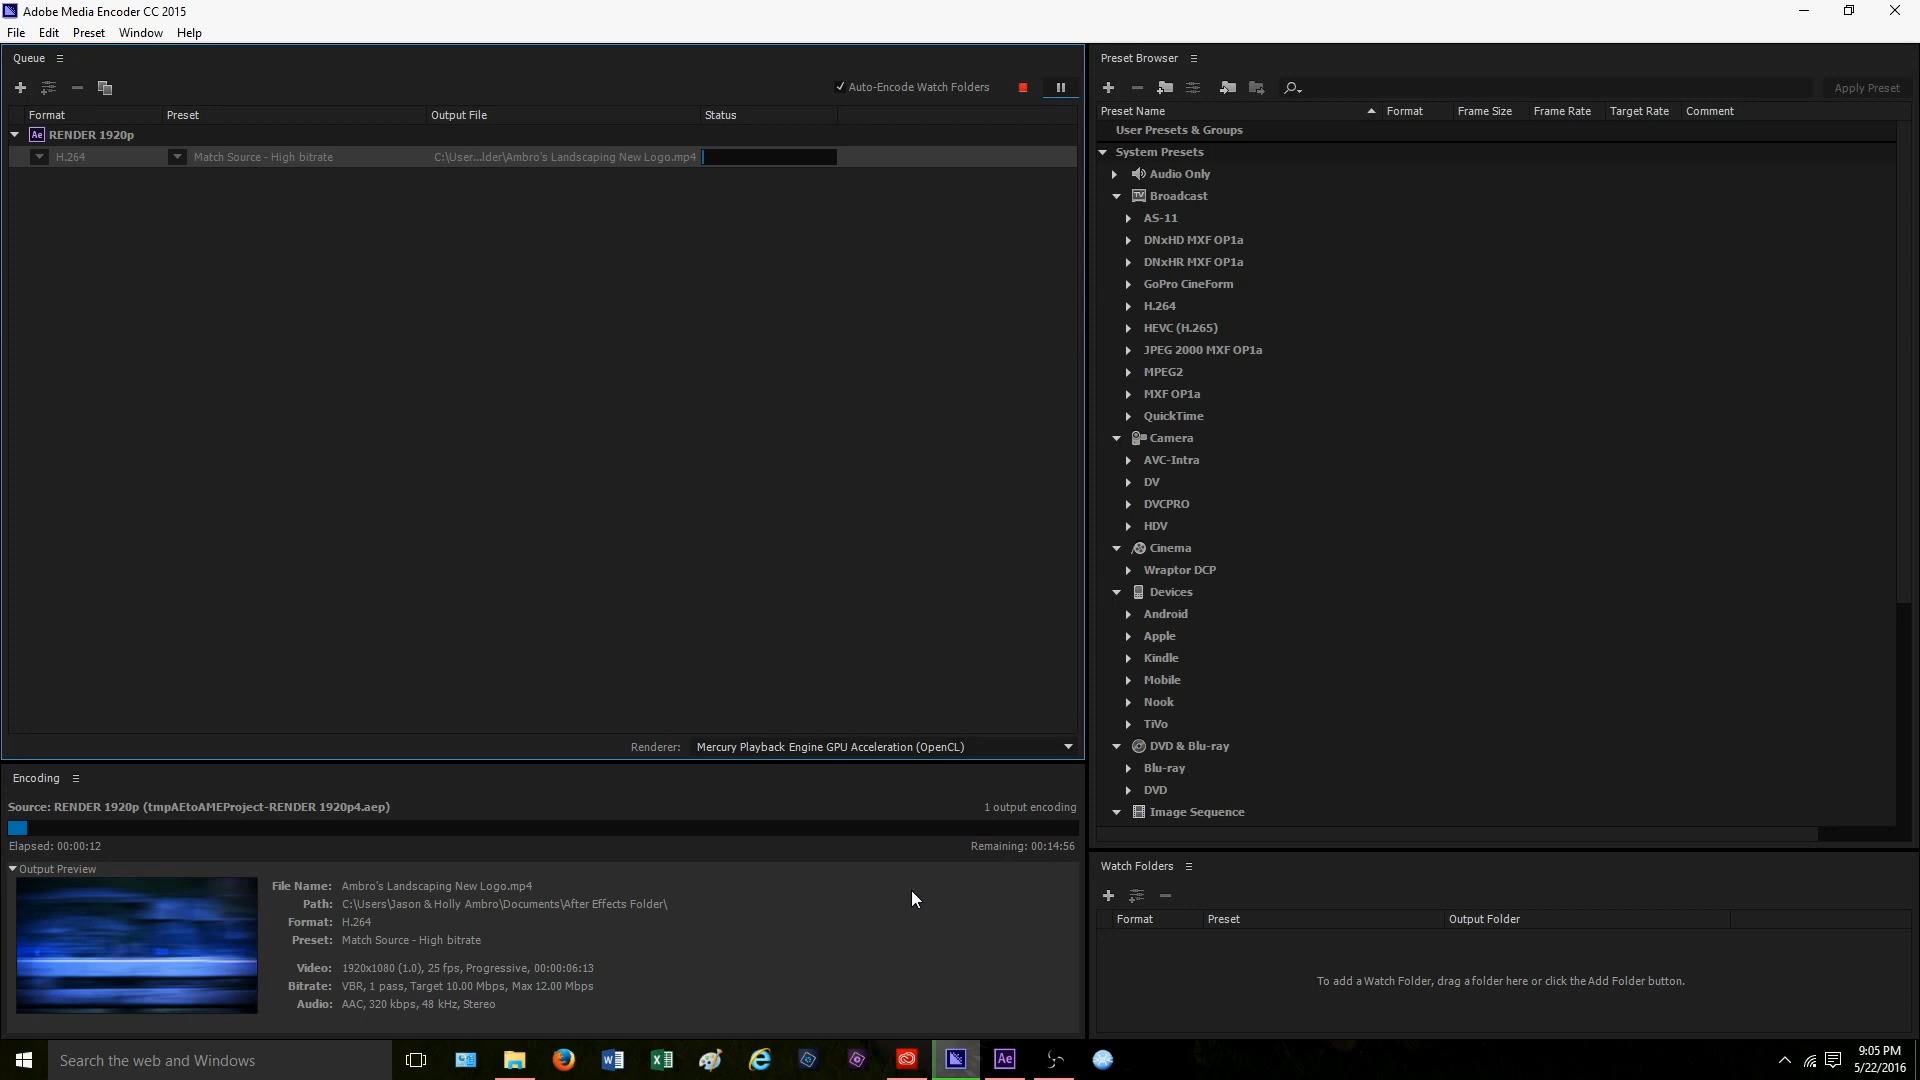 Adobe Media Encoder CC 2015
File Edit Preset Window Help
Queue
Auto-Encode Watch Folders
Format Preset Output File Status
Ae RENDER 1920p
H.264 Match Source - High bitrate C:\User...lder\Ambro's Landscaping New Logo.mp4
Renderer: Mercury Playback Engine GPU Acceleration (OpenCL)
Encoding
Source: RENDER 1920p (tmpAEtoAMEProject-RENDER 1920p4.aep) 1 output encoding
Elapsed: 00:00:12 Remaining: 00:14:56
Output Preview
File Name: Ambro's Landscaping New Logo.mp4
Path: C:\Users\Jason & Holly Ambro\Documents\After Effects Folder\
Format: H.264
Preset: Match Source - High bitrate
Video: 1920x1080 (1.0), 25 fps, Progressive, 00:00:06:13
Bitrate: VBR, 1 pass, Target 10.00 Mbps, Max 12.00 Mbps
Audio: AAC, 320 kbps, 48 kHz, Stereo
Preset Browser
Apply Preset
Preset Name Format Frame Size Frame Rate Target Rate Comment
User Presets & Groups
System Presets
Audio Only
TV Broadcast
AS-11
DNxHD MXF OP1a
DNxHR MXF OP1a
GoPro CineForm
H.264
HEVC (H.265)
JPEG 2000 MXF OP1a
MPEG2
MXF OP1a
QuickTime
Camera
AVC-Intra
DV
DVCPRO
HDV
Cinema
Wraptor DCP
Devices
Android
Apple
Kindle
Mobile
Nook
TiVo
DVD & Blu-ray
Blu-ray
DVD
Image Sequence
Watch Folders
Format Preset Output Folder
To add a Watch Folder, drag a folder here or click the Add Folder button.
Search the web and Windows
Ae
9:05 PM
5/22/2016